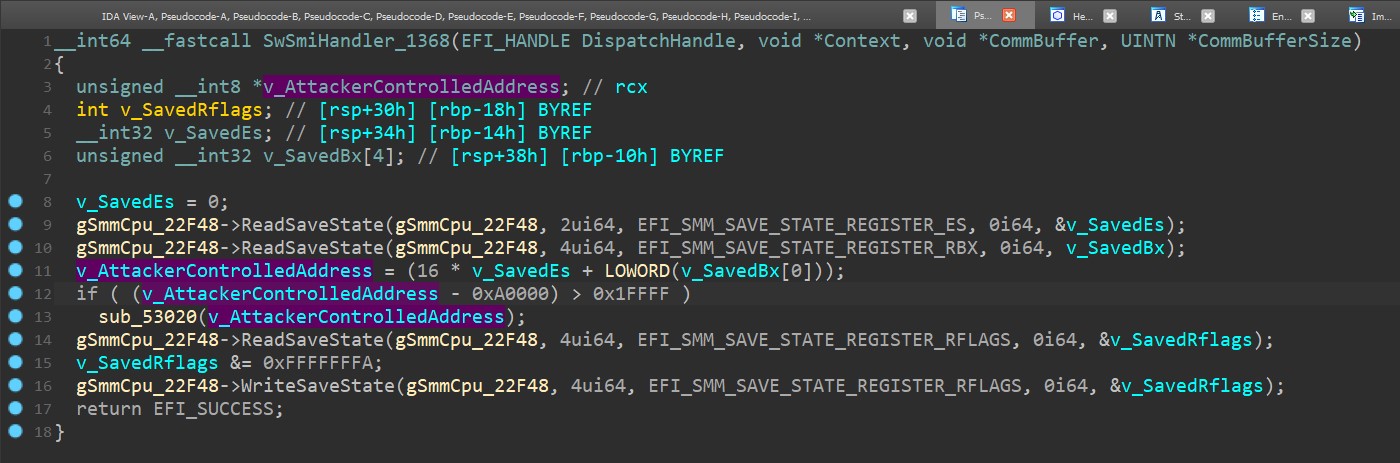 IDA View-A, Pseudocode-A, Pseudocode-B, Pseudocode-C, Pseudocode-D, Pseudocode-E, Pseudocode-F, Pseudocode-G, Pseudocode-H, Pseudocode-I, ... Ps... He... St... En... Im...
1 __int64 __fastcall SwSmiHandler_1368(EFI_HANDLE DispatchHandle, void *Context, void *CommBuffer, UINTN *CommBufferSize)
2 {
3 unsigned __int8 *v_AttackerControlledAddress; // rcx
4 int v_SavedRflags; // [rsp+30h] [rbp-18h] BYREF
5 __int32 v_SavedEs; // [rsp+34h] [rbp-14h] BYREF
6 unsigned __int32 v_SavedBx[4]; // [rsp+38h] [rbp-10h] BYREF
7
8 v_SavedEs = 0;
9 gSmmCpu_22F48->ReadSaveState(gSmmCpu_22F48, 2ui64, EFI_SMM_SAVE_STATE_REGISTER_ES, 0i64, &v_SavedEs);
10 gSmmCpu_22F48->ReadSaveState(gSmmCpu_22F48, 4ui64, EFI_SMM_SAVE_STATE_REGISTER_RBX, 0i64, v_SavedBx);
11 v_AttackerControlledAddress = (16 * v_SavedEs + LOWORD(v_SavedBx[0]));
12 if ( (v_AttackerControlledAddress - 0xA0000) > 0x1FFFF )
13 sub_53020(v_AttackerControlledAddress);
14 gSmmCpu_22F48->ReadSaveState(gSmmCpu_22F48, 4ui64, EFI_SMM_SAVE_STATE_REGISTER_RFLAGS, 0i64, &v_SavedRflags);
15 v_SavedRflags &= 0xFFFFFFFA;
16 gSmmCpu_22F48->WriteSaveState(gSmmCpu_22F48, 4ui64, EFI_SMM_SAVE_STATE_REGISTER_RFLAGS, 0i64, &v_SavedRflags);
17 return EFI_SUCCESS;
18 }